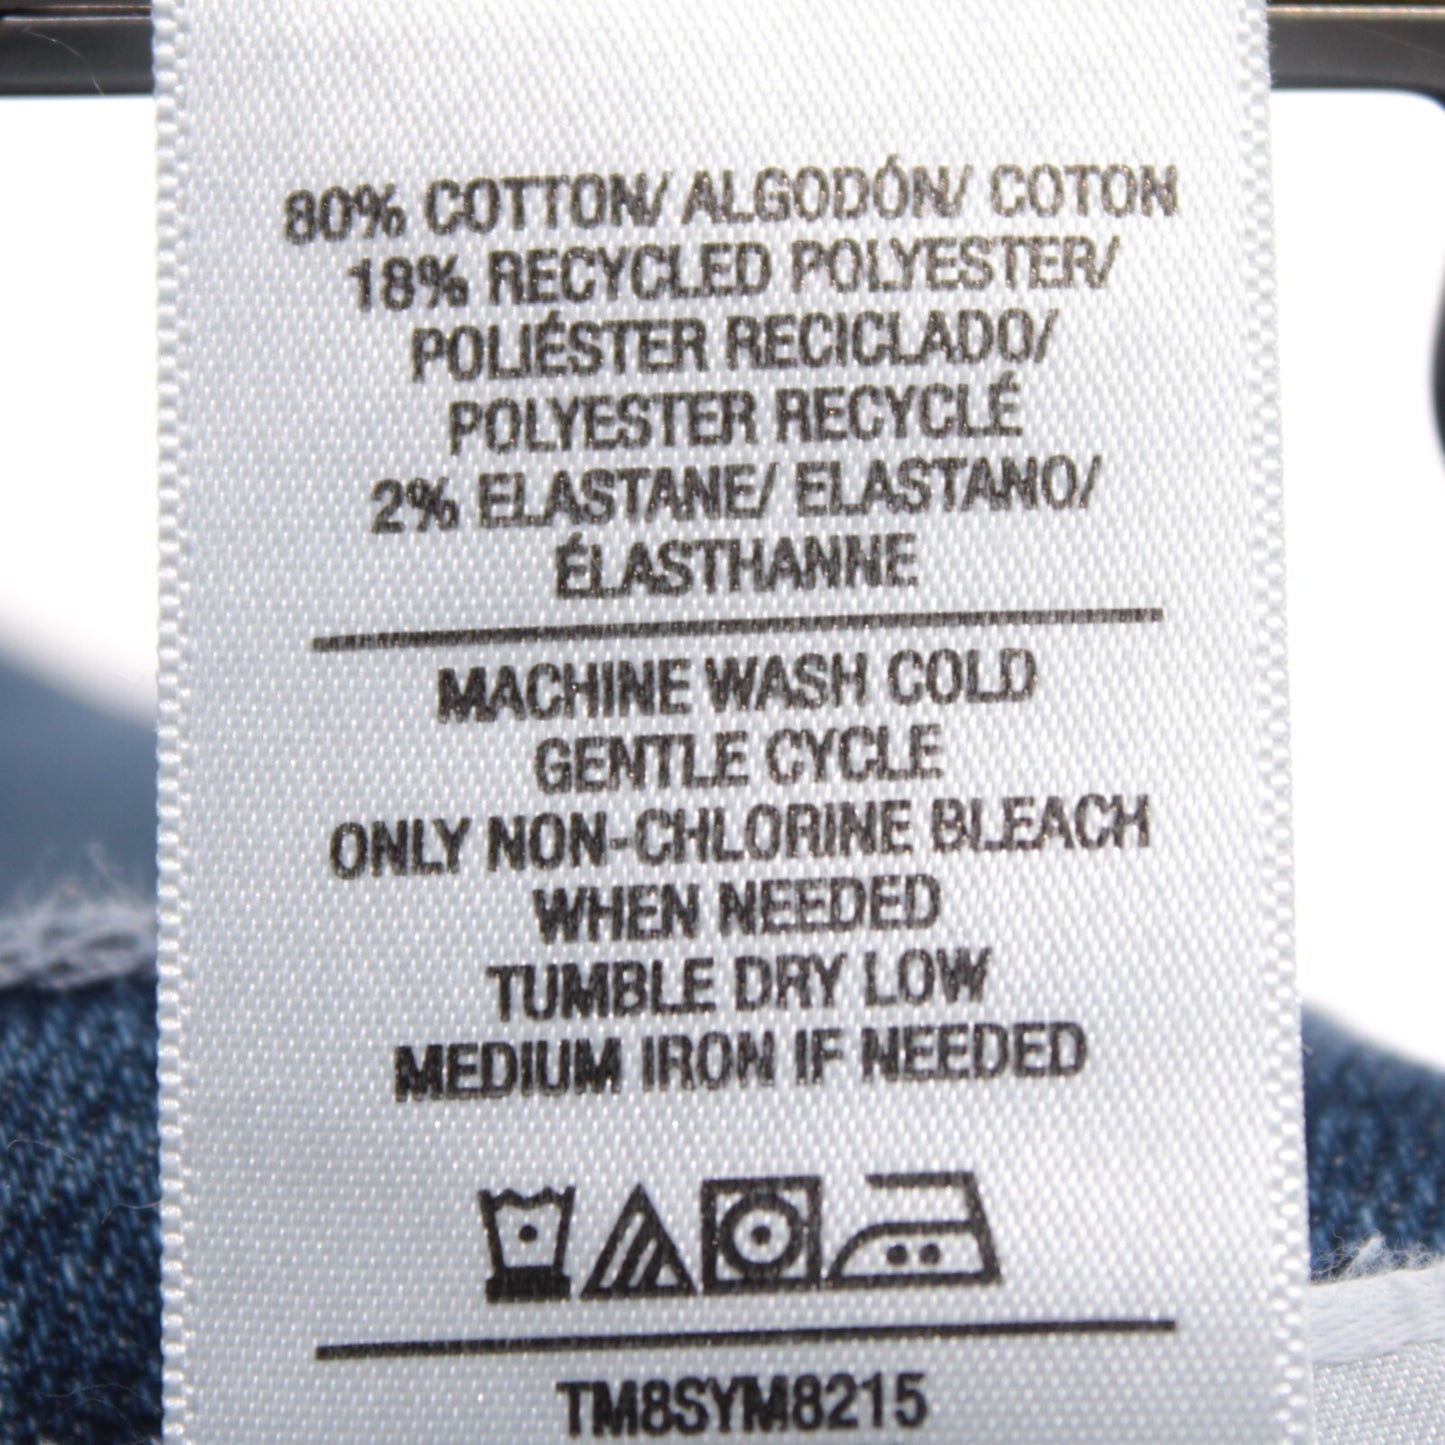 80% COTTON/ ALGODÓN/ COTON
18% RECYCLED POLYESTER/
POLIÉSTER RECICLADO/
POLYESTER RECYCLÉ
2% ELASTANE/ ELASTANO/
ÉLASTHANNE
MACHINE WASH COLD
GENTLE CYCLE
ONLY NON-CHLORINE BLEACH
WHEN NEEDED
TUMBLE DRY LOW
MEDIUM IRON IF NEEDED
TM8SYM8215